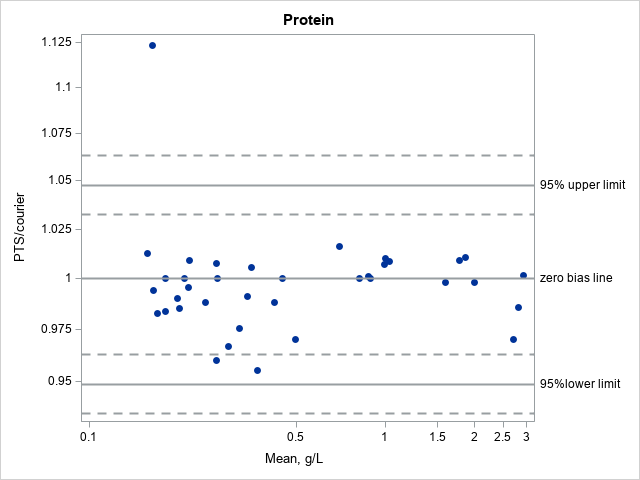 Protein
1.125
1.1
1.075
1.05
1.025
1
0.975
0.95
PTS/courier
95% upper limit
zero bias line
95%lower limit
0.1 0.5 1 1.5 2 2.5 3
Mean, g/L